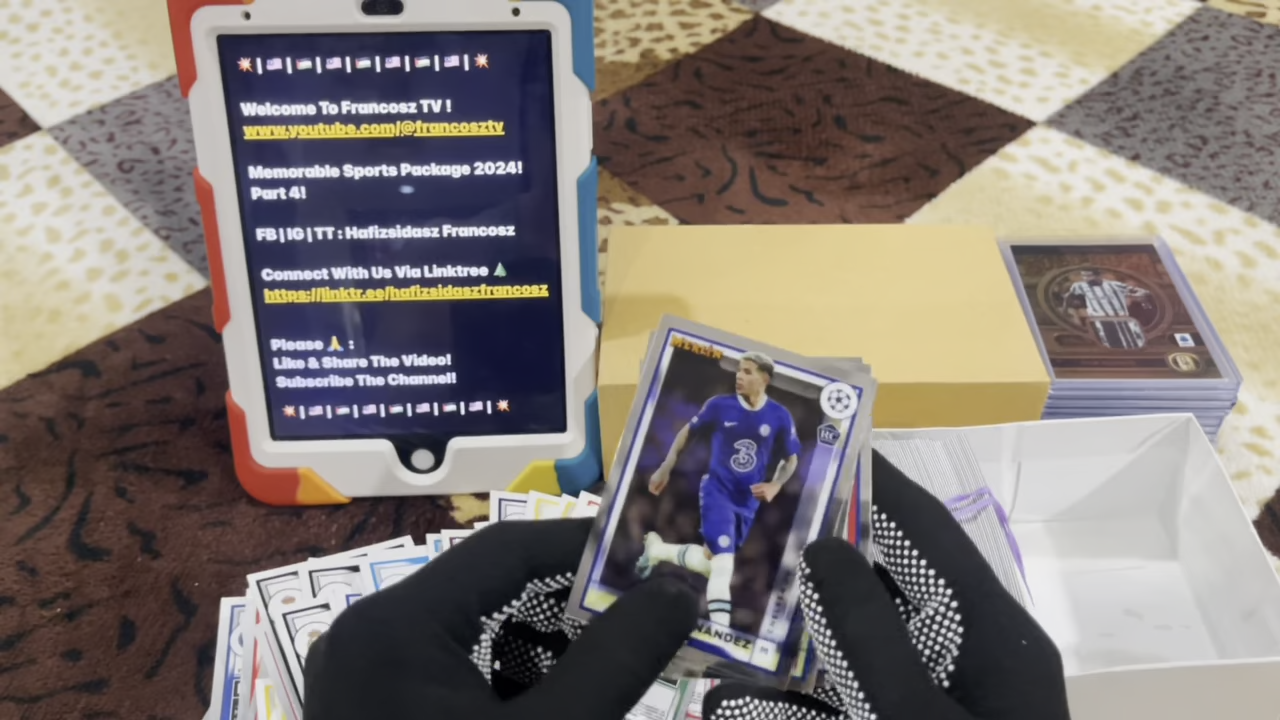 Welcome To Francosz TV !
www.youtube.com/@francosztv
Memorable Sports Package 2024!
Part 4!
FB | IG | TT : Hafizsidasz Francosz
Connect With Us Via Linktree
https://linktr.ee/hafizsidaszfrancosz
Please 🙏 :
Like & Share The Video!
Subscribe The Channel!
MERLIN
RC
3
NANDEZ